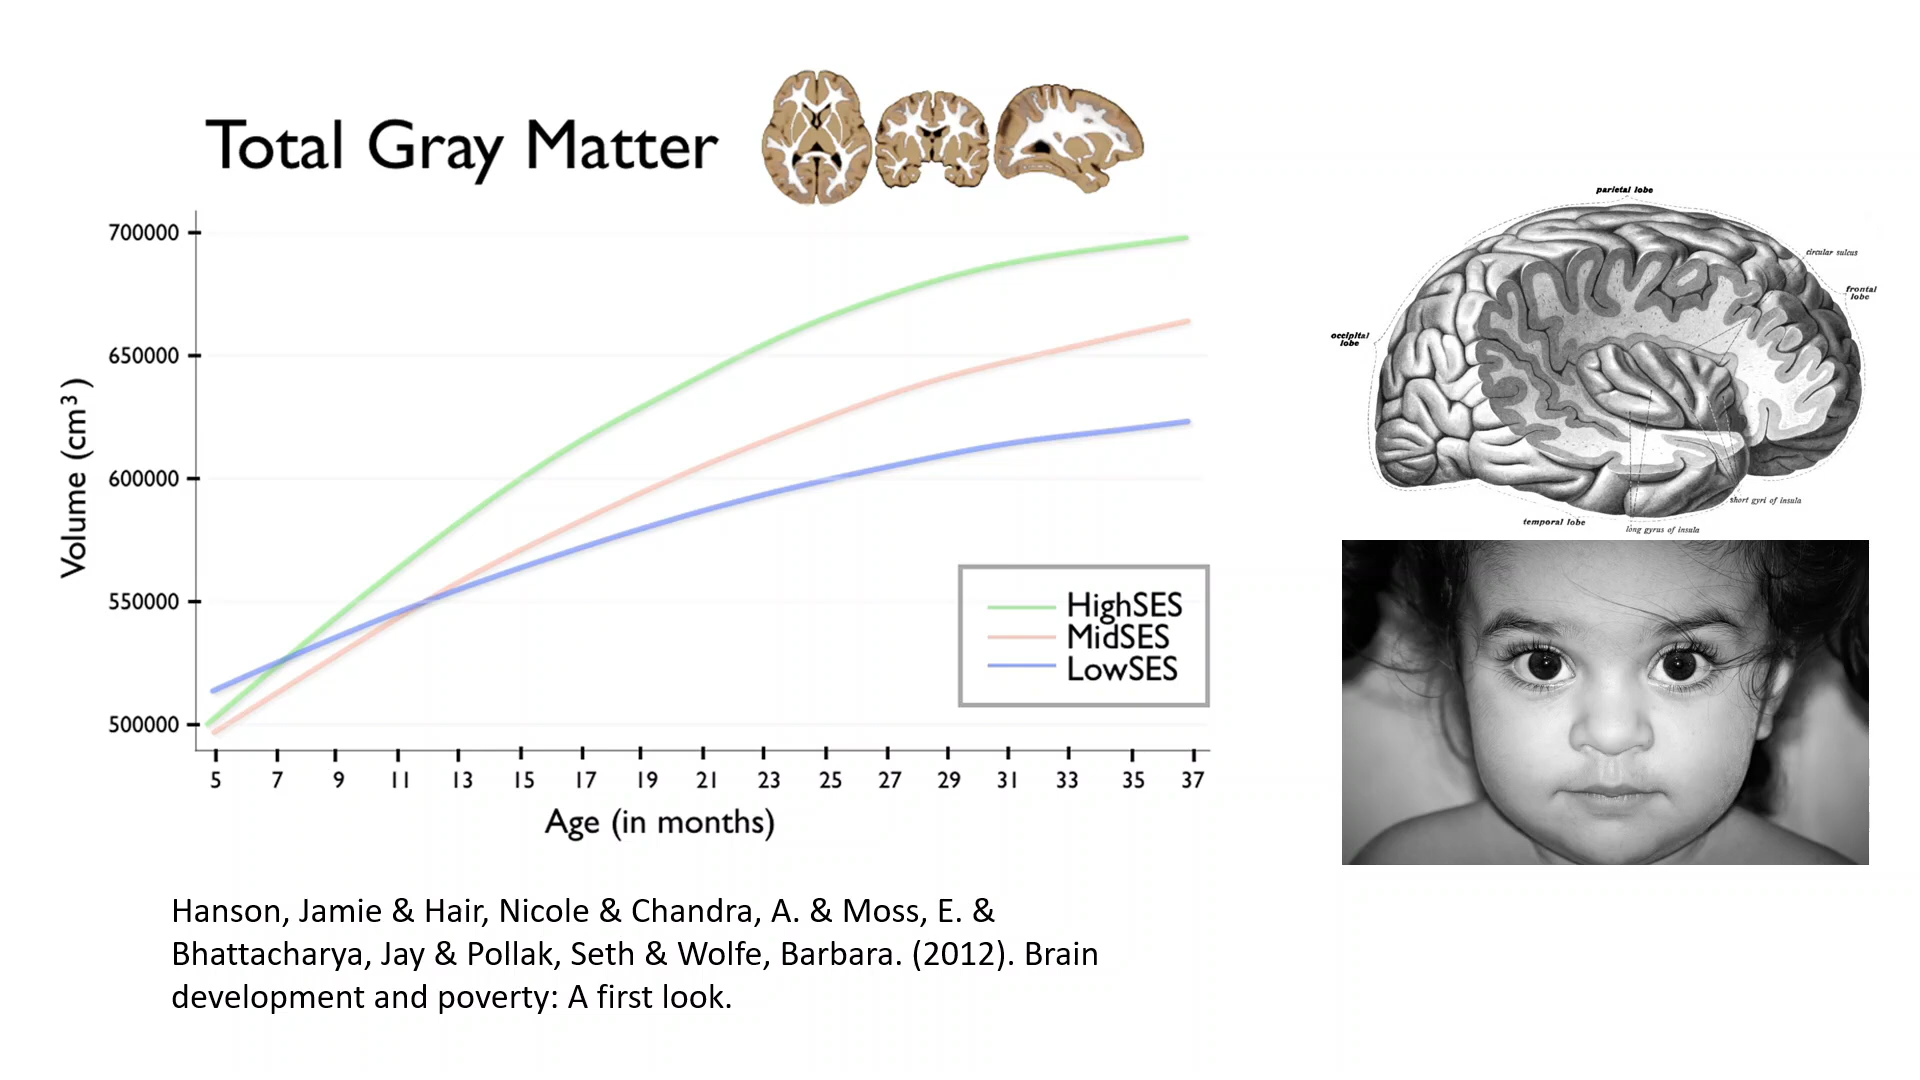 Total Gray Matter
700000
650000
600000
550000
500000
Volume (cm³)
5 7 9 11 13 15 17 19 21 23 25 27 29 31 33 35 37
Age (in months)
HighSES
MidSES
LowSES
parietal lobe
circular sulcus
frontal
lobe
occipital
lobe
short gyri of insula
temporal lobe
long gyrus of insula
Hanson, Jamie & Hair, Nicole & Chandra, A. & Moss, E. &
Bhattacharya, Jay & Pollak, Seth & Wolfe, Barbara. (2012). Brain
development and poverty: A first look.